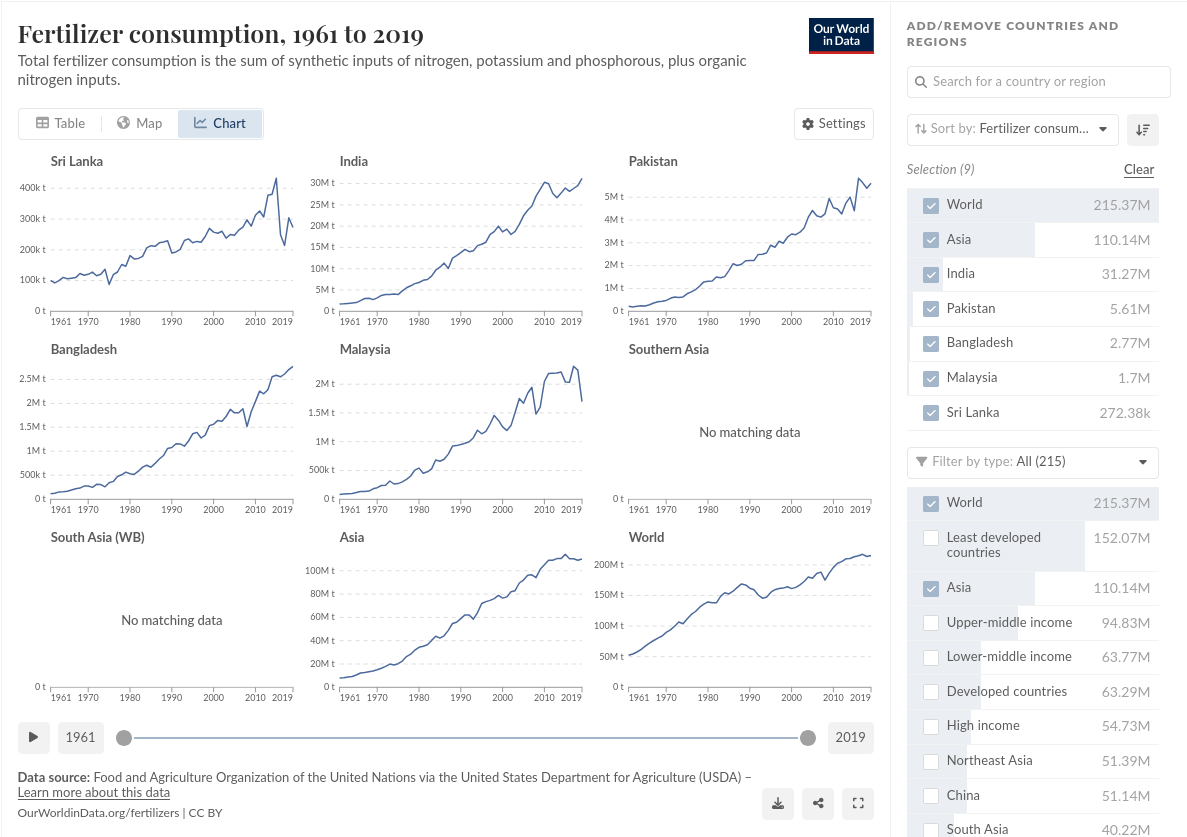 Fertilizer consumption, 1961 to 2019
Our World
in Data
Total fertilizer consumption is the sum of synthetic inputs of nitrogen, potassium and phosphorous, plus organic
nitrogen inputs.
Table
Map
Chart
Settings
Sri Lanka
400k t
300k t
200k t
100k t
0 t
1961 1970 1980 1990 2000 2010 2019
India
30M t
25M t
20M t
15M t
10M t
5M t
0 t
1961 1970 1980 1990 2000 2010 2019
Pakistan
5M t
4M t
3M t
2M t
1M t
0 t
1961 1970 1980 1990 2000 2010 2019
Bangladesh
2.5M t
2M t
1.5M t
1M t
500k t
0 t
1961 1970 1980 1990 2000 2010 2019
Malaysia
2M t
1.5M t
1M t
500k t
0 t
1961 1970 1980 1990 2000 2010 2019
Southern Asia
No matching data
0 t
1961 1970 1980 1990 2000 2010 2019
South Asia (WB)
No matching data
0 t
1961 1970 1980 1990 2000 2010 2019
Asia
100M t
80M t
60M t
40M t
20M t
0 t
1961 1970 1980 1990 2000 2010 2019
World
200M t
150M t
100M t
50M t
0 t
1961 1970 1980 1990 2000 2010 2019
1961
2019
Data source: Food and Agriculture Organization of the United Nations via the United States Department for Agriculture (USDA) –
Learn more about this data
OurWorldinData.org/fertilizers | CC BY
ADD/REMOVE COUNTRIES AND
REGIONS
Search for a country or region
Sort by: Fertilizer consum...
Selection (9)
Clear
World 215.37M
Asia 110.14M
India 31.27M
Pakistan 5.61M
Bangladesh 2.77M
Malaysia 1.7M
Sri Lanka 272.38k
Filter by type: All (215)
World 215.37M
Least developed
countries
152.07M
Asia 110.14M
Upper-middle income 94.83M
Lower-middle income 63.77M
Developed countries 63.29M
High income 54.73M
Northeast Asia 51.39M
China 51.14M
South Asia 40.22M